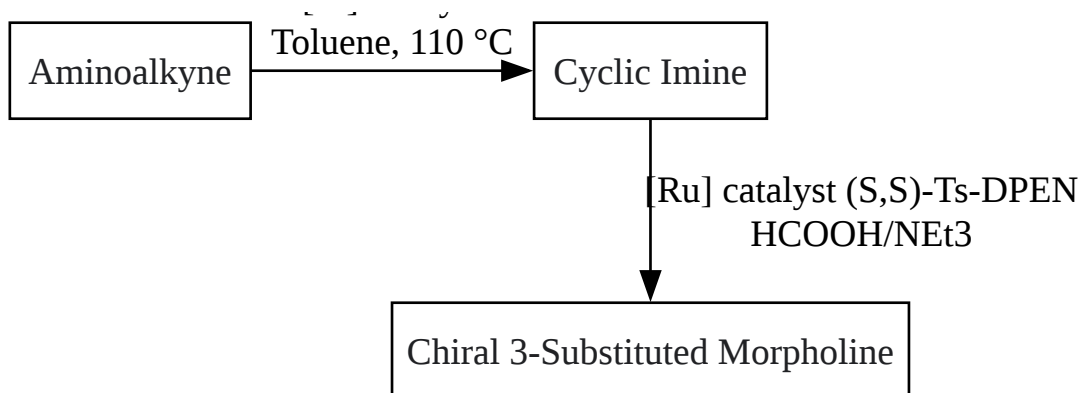 Toluene, 110 °C
Aminoalkyne
Cyclic Imine
[Ru] catalyst (S,S)-Ts-DPEN
HCOOH/NEt3
Chiral 3-Substituted Morpholine